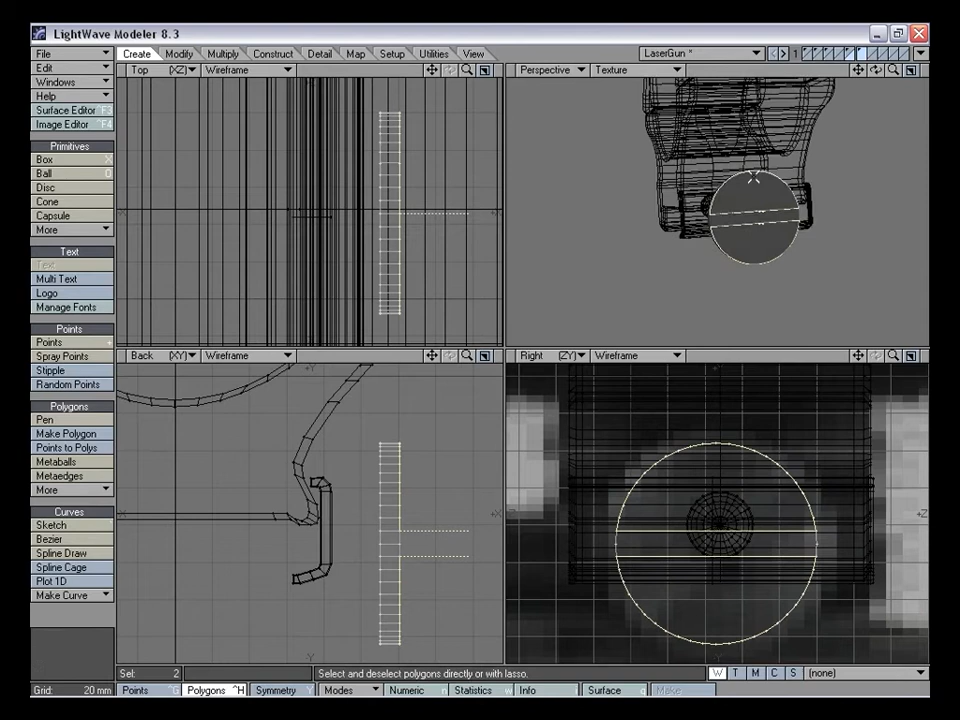 LightWave Modeler 8.3
File
Create Modify Multiply Construct Detail Map Setup Utilities View LaserGun * 1
Edit
Top (XZ) Wireframe
Perspective Texture
Windows
Help
Surface Editor ^F3
Image Editor ^F4
Primitives
Box X
Ball O
Disc
Cone
Capsule
More
Text
Text
Multi Text
Logo
Manage Fonts
Points
Points +
Back (XY) Wireframe
Right (ZY) Wireframe
Spray Points
Stipple
Random Points
Polygons
Pen
Make Polygon
Points to Polys
Metaballs
Metaedges
More
Curves
Sketch
Bezier
Spline Draw
Spline Cage
Plot 1D
Make Curve
Sel: 2 Select and deselect polygons directly or with lasso. W T M C S (none)
Grid: 20 mm Points ^G Polygons ^H Symmetry Y Modes Numeric n Statistics w Info i Surface q Make